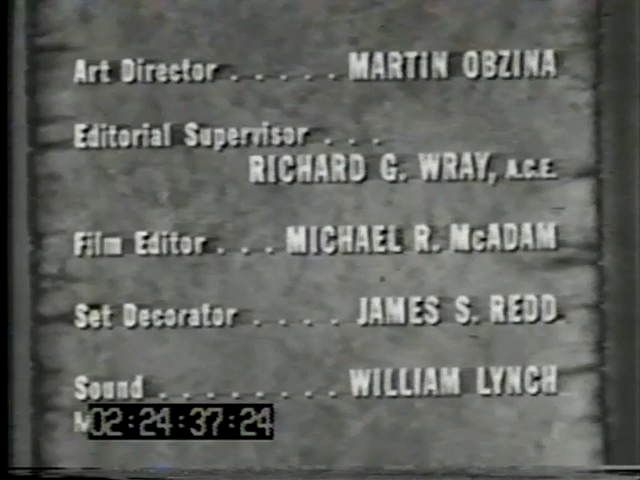 Art Director . . . . . MARTIN OBZINA
Editorial Supervisor . . .
RICHARD G. WRAY, A.C.E.
Film Editor . . . MICHAEL R. McADAM
Set Decorator . . . . JAMES S. REDD
Sound . . . . . . . . . WILLIAM LYNCH
02:24:37:24